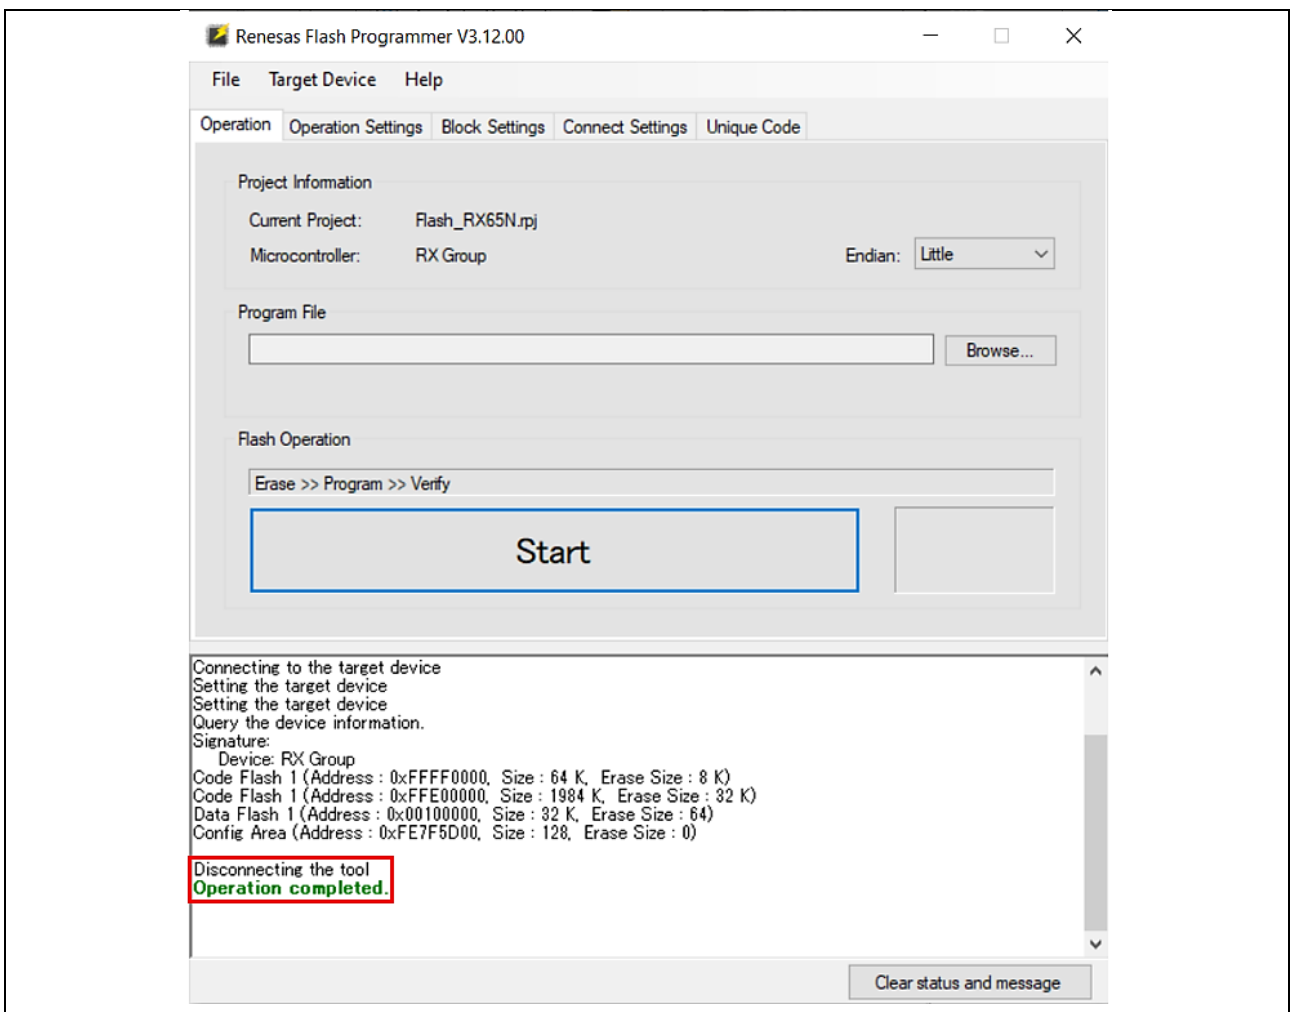 Renesas Flash Programmer V3.12.00
File Target Device Help
Operation Operation Settings Block Settings Connect Settings Unique Code
Project Information
Current Project: Flash_RX65N.rpj
Microcontroller: RX Group Endian: Little
Program File
Browse...
Flash Operation
Erase >> Program >> Verify
Start
Connecting to the target device
Setting the target device
Setting the target device
Query the device information.
Signature:
Device: RX Group
Code Flash 1 (Address : 0xFFFF0000, Size : 64 K, Erase Size : 8 K)
Code Flash 1 (Address : 0xFFE00000, Size : 1984 K, Erase Size : 32 K)
Data Flash 1 (Address : 0x00100000, Size : 32 K, Erase Size : 64)
Config Area (Address : 0xFE7F5D00, Size : 128, Erase Size : 0)
Disconnecting the tool
Operation completed.
Clear status and message